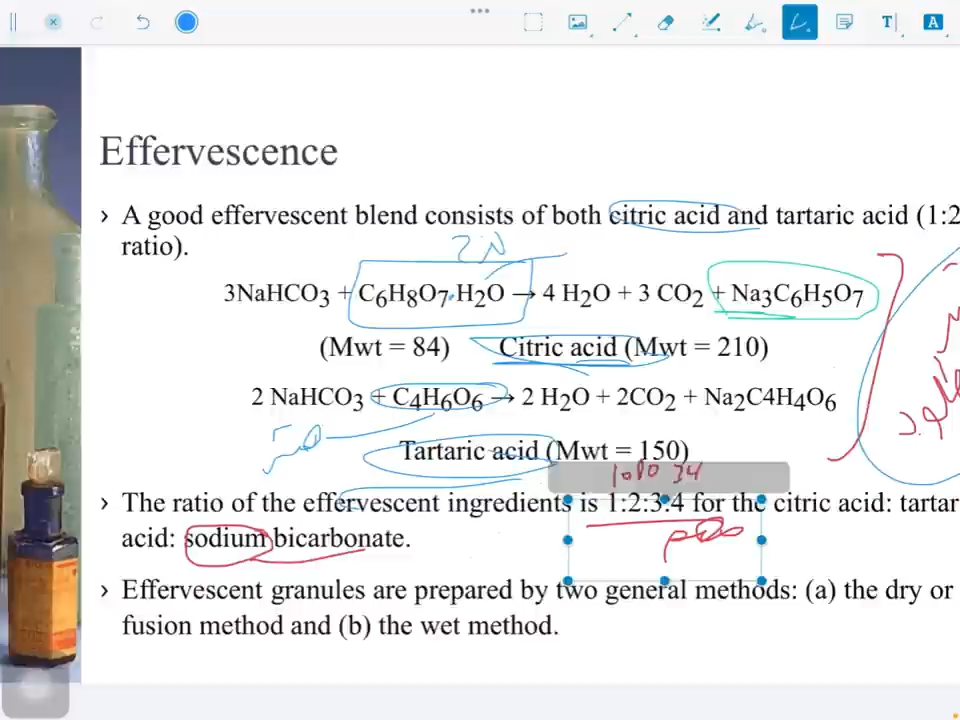 Effervescence
› A good effervescent blend consists of both citric acid and tartaric acid (1:2
ratio).
3NaHCO3 + C6H8O7·H2O → 4 H2O + 3 CO2 + Na3C6H5O7
(Mwt = 84) Citric acid (Mwt = 210)
2 NaHCO3 + C4H6O6 → 2 H2O + 2CO2 + Na2C4H4O6
Tartaric acid (Mwt = 150)
› The ratio of the effervescent ingredients is 1:2:3:4 for the citric acid: tartar
acid: sodium bicarbonate.
› Effervescent granules are prepared by two general methods: (a) the dry or
fusion method and (b) the wet method.